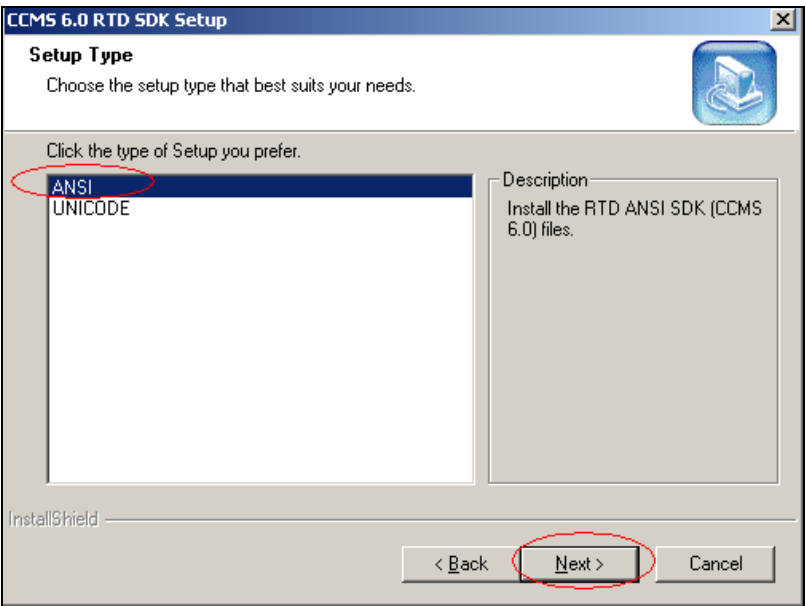 CCMS 6.0 RTD SDK Setup
Setup Type
Choose the setup type that best suits your needs.
Click the type of Setup you prefer.
ANSI
UNICODE
Description
Install the RTD ANSI SDK (CCMS
6.0) files.
InstallShield
< Back
Next >
Cancel